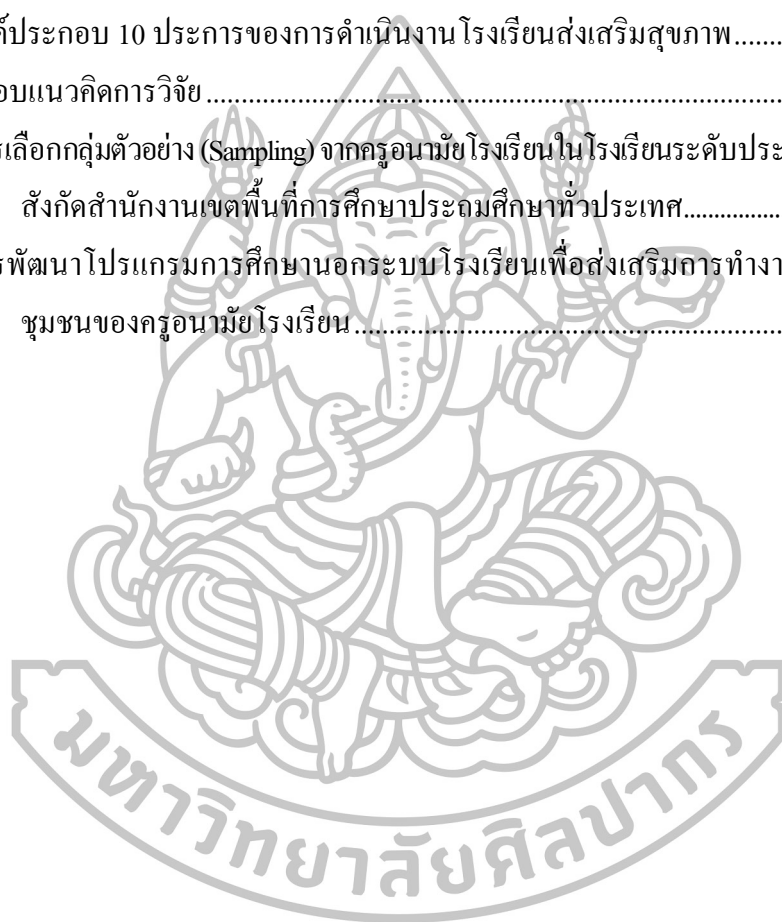 ค์ประกอบ 10 ประการของการดำเนินงานโรงเรียนส่งเสริมสุขภาพ........
อบแนวคิดการวิจัย................................................................................
รเลือกกลุ่มตัวอย่าง (Sampling) จากครูอนามัยโรงเรียนในโรงเรียนระดับประ
สังกัดสำนักงานเขตพื้นที่การศึกษาประถมศึกษาทั่วประเทศ................
รพัฒนาโปรแกรมการศึกษานอกระบบโรงเรียนเพื่อส่งเสริมการทำงา
ชุมชนของครูอนามัยโรงเรียน............................................................
มหาวิทยาลัยศิลปากร